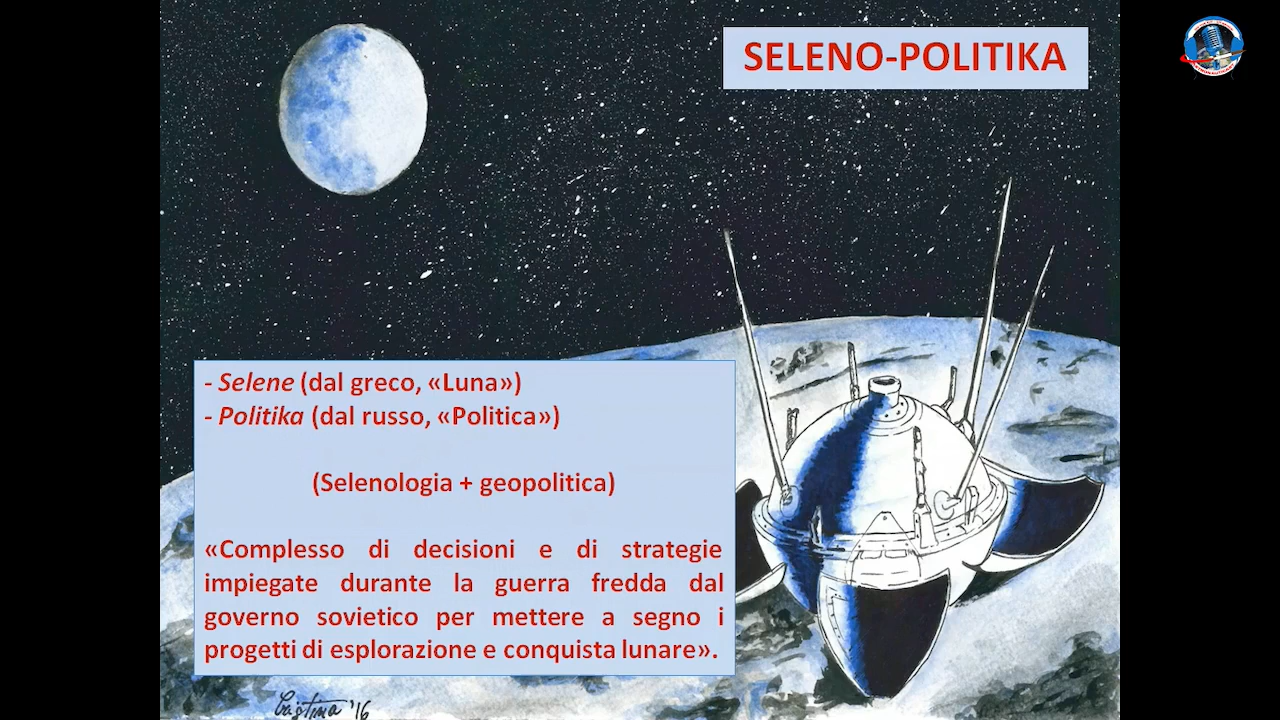 SELENO-POLITIKA
- Selene (dal greco, «Luna»)
- Politika (dal russo, «Politica»)
(Selenologia + geopolitica)
«Complesso di decisioni e di strategie
impiegate durante la guerra fredda dal
governo sovietico per mettere a segno i
progetti di esplorazione e conquista lunare».
Cristina '16